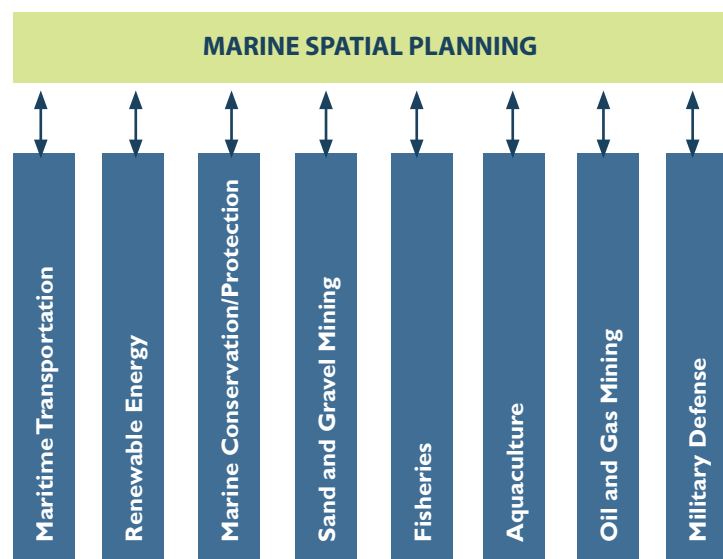 MARINE SPATIAL PLANNING
Maritime Transportation
Renewable Energy
Marine Conservation/Protection
Sand and Gravel Mining
Fisheries
Aquaculture
Oil and Gas Mining
Military Defense